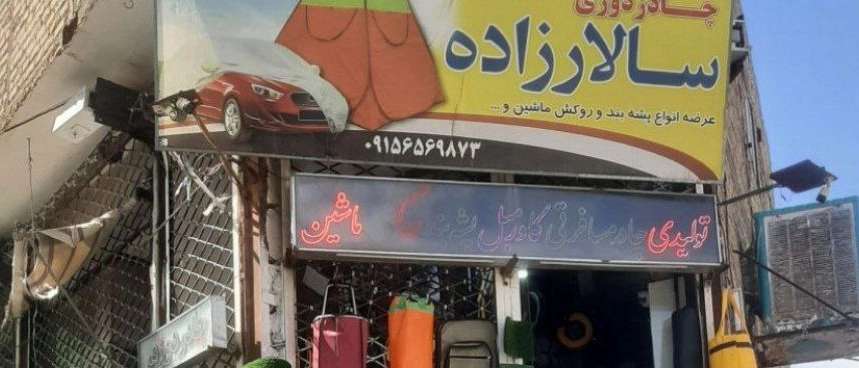 چادر دوزی
سالارزاده
عرضه انواع پشه بند و روکش ماشین و...
۰۹۱۵۶۵۶۹۸۷۳
تولیدی چادر مسافرتی کاور مبل پشه بند ماشین